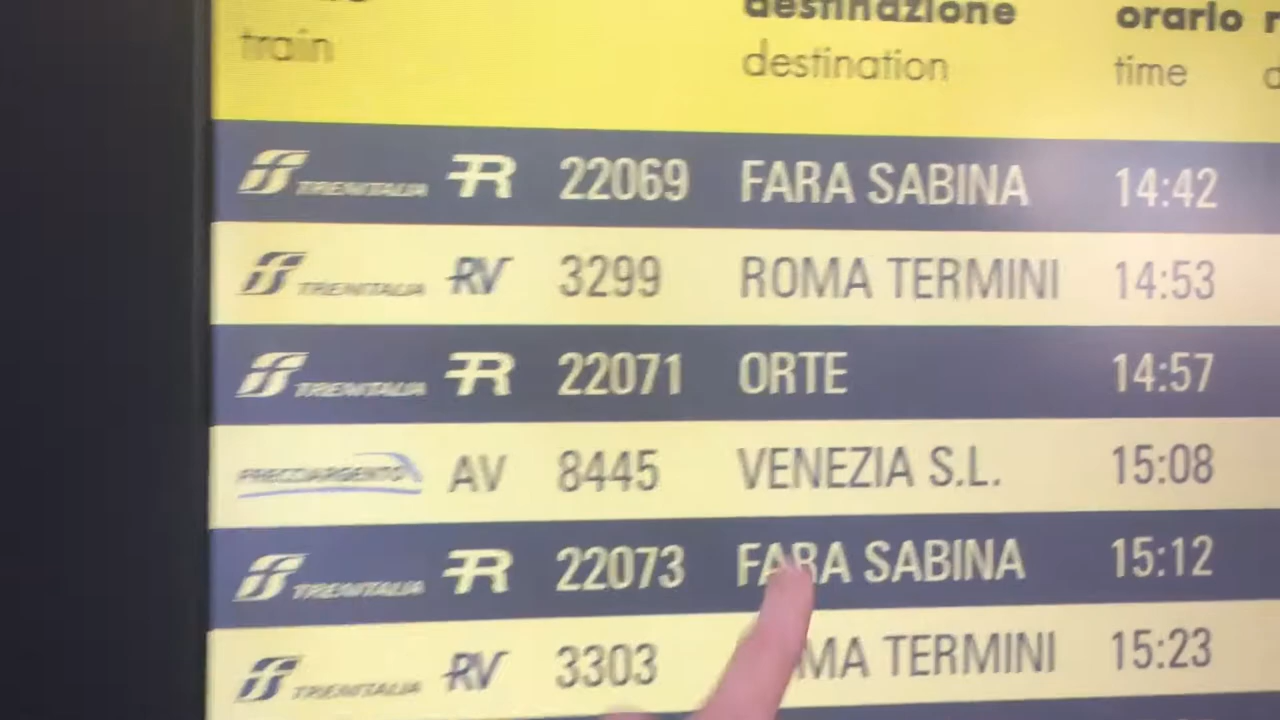 destinazione orario
train destination time
TRENITALIA R 22069 FARA SABINA 14:42
TRENITALIA RV 3299 ROMA TERMINI 14:53
TRENITALIA R 22071 ORTE 14:57
FRECCIARGENTO AV 8445 VENEZIA S.L. 15:08
TRENITALIA R 22073 FARA SABINA 15:12
TRENITALIA RV 3303 MA TERMINI 15:23